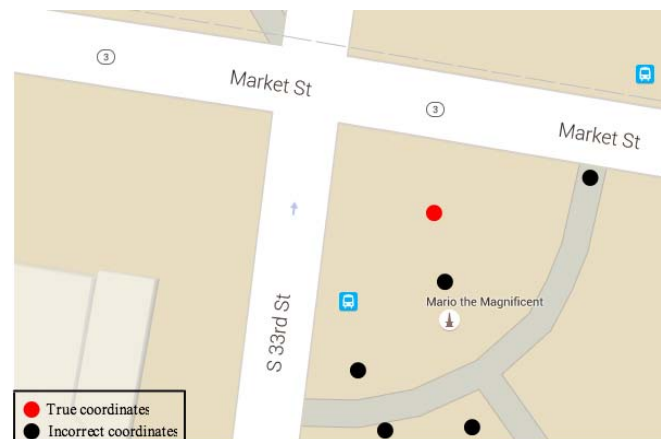 3
Market St
3
Market St
Mario the Magnificent
S 33rd St
True coordinates
Incorrect coordinates